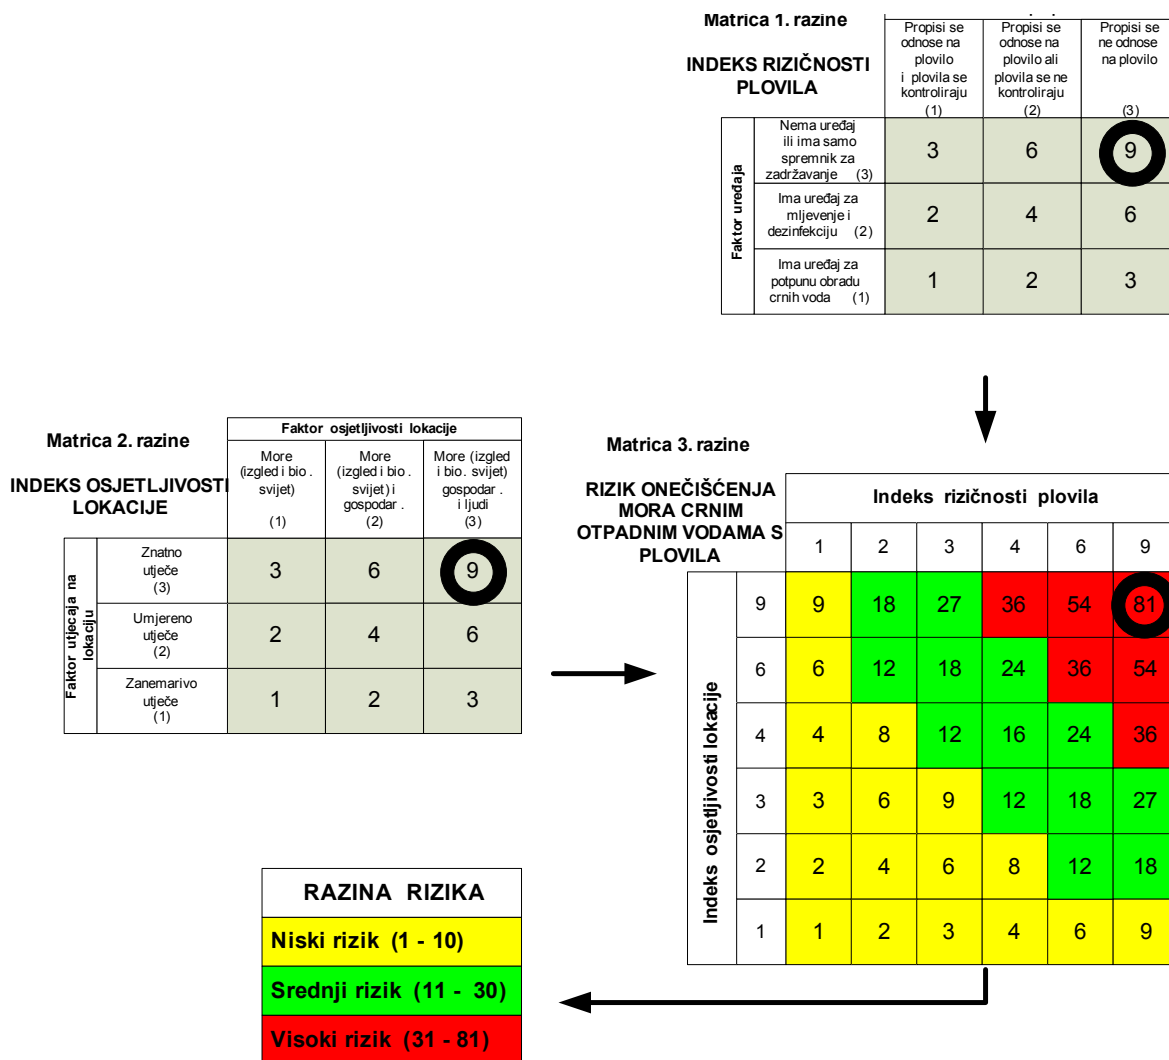 Matrica 1. razine
INDEKS RIZIČNOSTI
PLOVILA
Propisi se
odnose na
plovilo
i plovila se
kontroliraju
(1)
Propisi se
odnose na
plovilo ali
plovila se ne
kontroliraju
(2)
Propisi se
ne odnose
na plovilo
(3)
Faktor uređaja
Nema uređaj
ili ima samo
spremnik za
zadržavanje (3)
3 6 9
Ima uređaj za
mljevenje i
dezinfekciju (2)
2 4 6
Ima uređaj za
potpunu obradu
crnih voda (1)
1 2 3
Matrica 2. razine
INDEKS OSJETLJIVOSTI
LOKACIJE
Faktor osjetljivosti lokacije
More
(izgled i bio .
svijet)
(1)
More
(izgled i bio .
svijet) i
gospodar .
(2)
More (izgled
i bio. svijet)
gospodar .
i ljudi
(3)
Faktor utjecaja na
lokaciju
Znatno
utječe
(3)
3 6 9
Umjereno
utječe
(2)
2 4 6
Zanemarivo
utječe
(1)
1 2 3
Matrica 3. razine
RIZIK ONEČIŠĆENJA
MORA CRNIM
OTPADNIM VODAMA S
PLOVILA
Indeks rizičnosti plovila
1 2 3 4 6 9
Indeks osjetljivosti lokacije
9 9 18 27 36 54 81
6 6 12 18 24 36 54
4 4 8 12 16 24 36
3 3 6 9 12 18 27
2 2 4 6 8 12 18
1 1 2 3 4 6 9
RAZINA RIZIKA
Niski rizik (1 - 10)
Srednji rizik (11 - 30)
Visoki rizik (31 - 81)